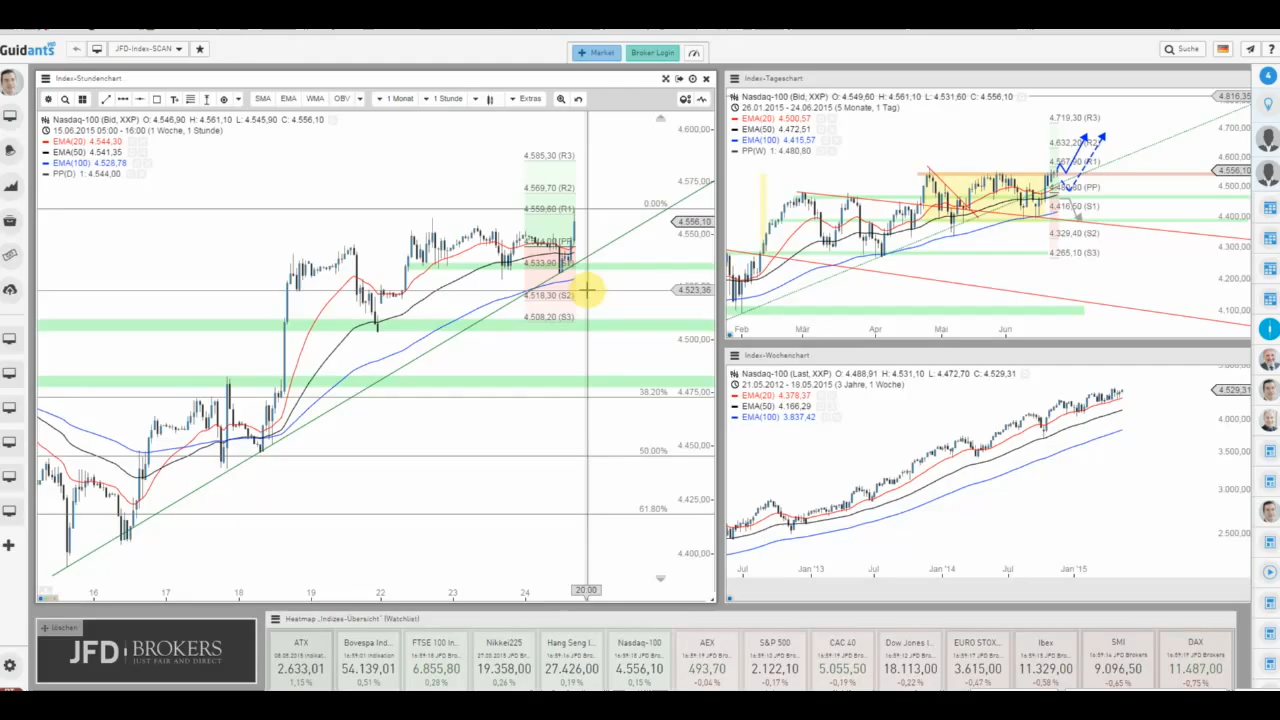 Guidants
JFD-Index-SCAN
Market
Broker Login
Suche
Index-Stundenchart
SMA
EMA
WMA
OBV
1 Monat
1 Stunde
Extras
Nasdaq-100 (Bid, XXP) O: 4.546,90 H: 4.561,10 L: 4.545,90 C: 4.556,10
15.06.2015 05:00 - 16:00 (1 Woche, 1 Stunde)
EMA(20) 4.544,30
EMA(50) 4.541,35
EMA(100) 4.528,78
PP(D) 1: 4.544,00
4.585,30 (R3)
4.569,70 (R2)
4.559,60 (R1)
4.533,90 (S1)
4.518,30 (S2)
4.508,20 (S3)
0.00%
38.20%
50.00%
61.80%
4.600,00
4.575,00
4.556,10
4.550,00
4.523,36
4.500,00
4.475,00
4.450,00
4.425,00
4.400,00
16
17
18
19
22
23
24
20:00
Index-Tageschart
Nasdaq-100 (Bid, XXP) O: 4.549,60 H: 4.561,10 L: 4.531,60 C: 4.556,10
26.01.2015 - 24.06.2015 (5 Monate, 1 Tag)
EMA(20) 4.500,57
EMA(50) 4.472,51
EMA(100) 4.415,57
PP(W) 1: 4.480,80
4.719,30 (R3)
4.632,20 (R2)
4.567,90 (R1)
4.480,80 (PP)
4.416,60 (S1)
4.329,40 (S2)
4.265,10 (S3)
4.816,35
4.700,00
4.600,00
4.556,10
4.500,00
4.400,00
4.300,00
4.200,00
4.100,00
Feb
Mär
Apr
Mai
Jun
Index-Wochenchart
Nasdaq-100 (Last, XXP) O: 4.488,91 H: 4.531,10 L: 4.472,70 C: 4.529,31
21.05.2012 - 18.05.2015 (3 Jahre, 1 Woche)
EMA(20) 4.378,37
EMA(50) 4.166,29
EMA(100) 3.837,42
4.529,31
4.000,00
3.500,00
3.000,00
2.500,00
Jul
Jan '13
Jul
Jan '14
Jul
Jan '15
löschen
JFD BROKERS
JUST FAIR AND DIRECT
Heatmap „Indizes-Übersicht" (Watchlist)
ATX
2.633,01
1,15 %
Bovespa Ind...
54.139,01
0,51 %
FTSE 100 In...
6.855,80
0,28 %
Nikkei225
19.358,00
0,26 %
Hang Seng I...
27.426,00
0,19 %
Nasdaq-100
4.556,10
0,15 %
AEX
493,70
-0,04 %
S&P 500
2.122,10
-0,17 %
CAC 40
5.055,50
-0,19 %
Dow Jones I...
18.113,00
-0,22 %
EURO STOX...
3.615,00
-0,47 %
Ibex
11.329,00
-0,58 %
SMI
9.096,50
-0,65 %
DAX
11.487,00
-0,75 %